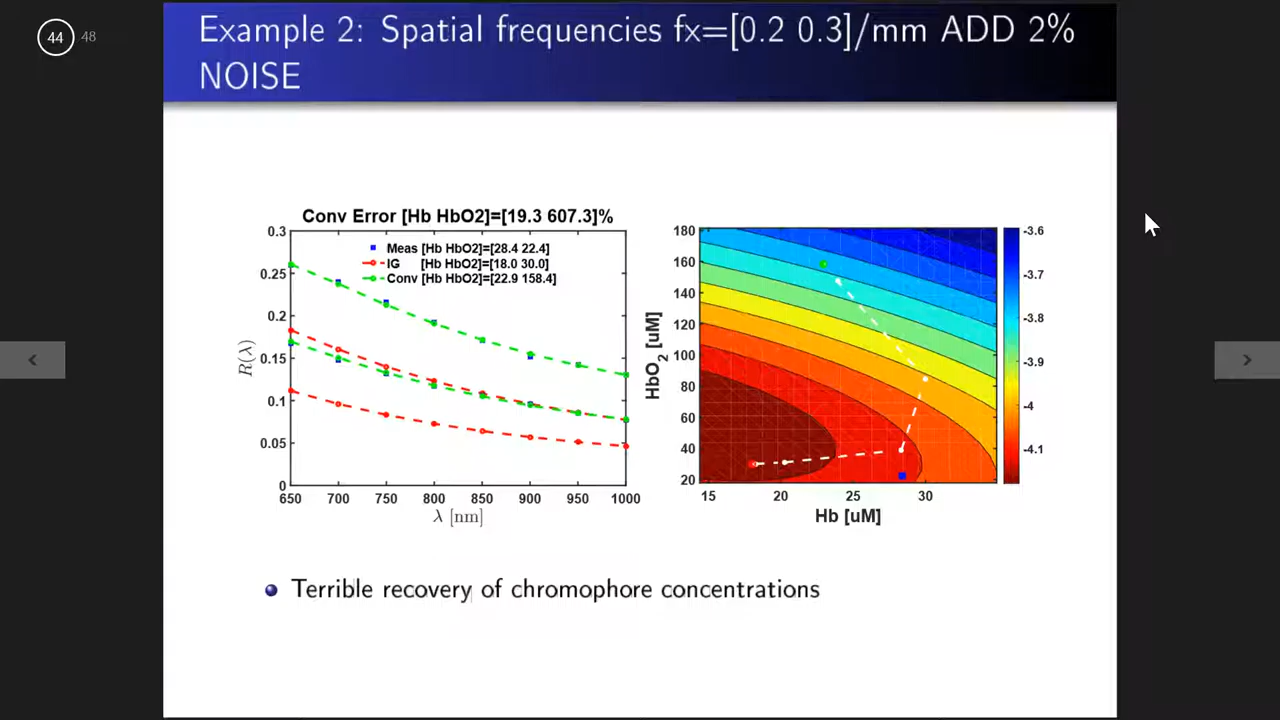 44 48
Example 2: Spatial frequencies fx=[0.2 0.3]/mm ADD 2%
NOISE
Conv Error [Hb HbO2]=[19.3 607.3]%
Meas [Hb HbO2]=[28.4 22.4]
IG [Hb HbO2]=[18.0 30.0]
Conv [Hb HbO2]=[22.9 158.4]
0.3
0.25
0.2
0.15
0.1
0.05
0
R(λ)
650 700 750 800 850 900 950 1000
λ [nm]
180
160
140
120
100
80
60
40
20
HbO₂ [uM]
15 20 25 30
Hb [uM]
-3.6
-3.7
-3.8
-3.9
-4
-4.1
Terrible recovery of chromophore concentrations